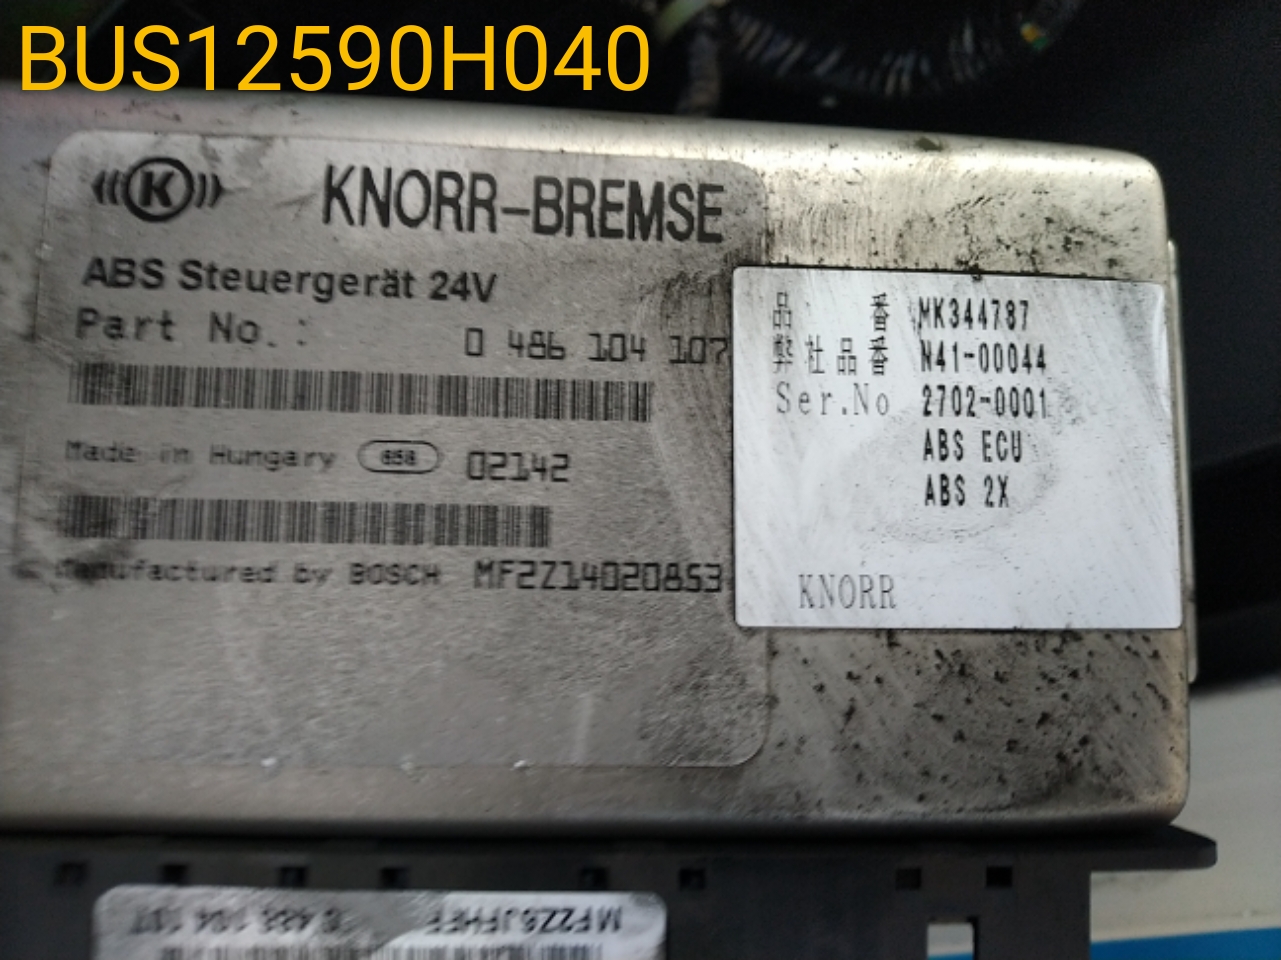 BUS12590H040
K KNORR-BREMSE
ABS Steuergerät 24V
Part No.: 0 486 104 107
Made in Hungary 658 02142
Manufactured by BOSCH MF2Z14020853
品 番 MK344787
弊社品番 N41-00044
Ser.No 2702-0001
ABS ECU
ABS 2X
KNORR